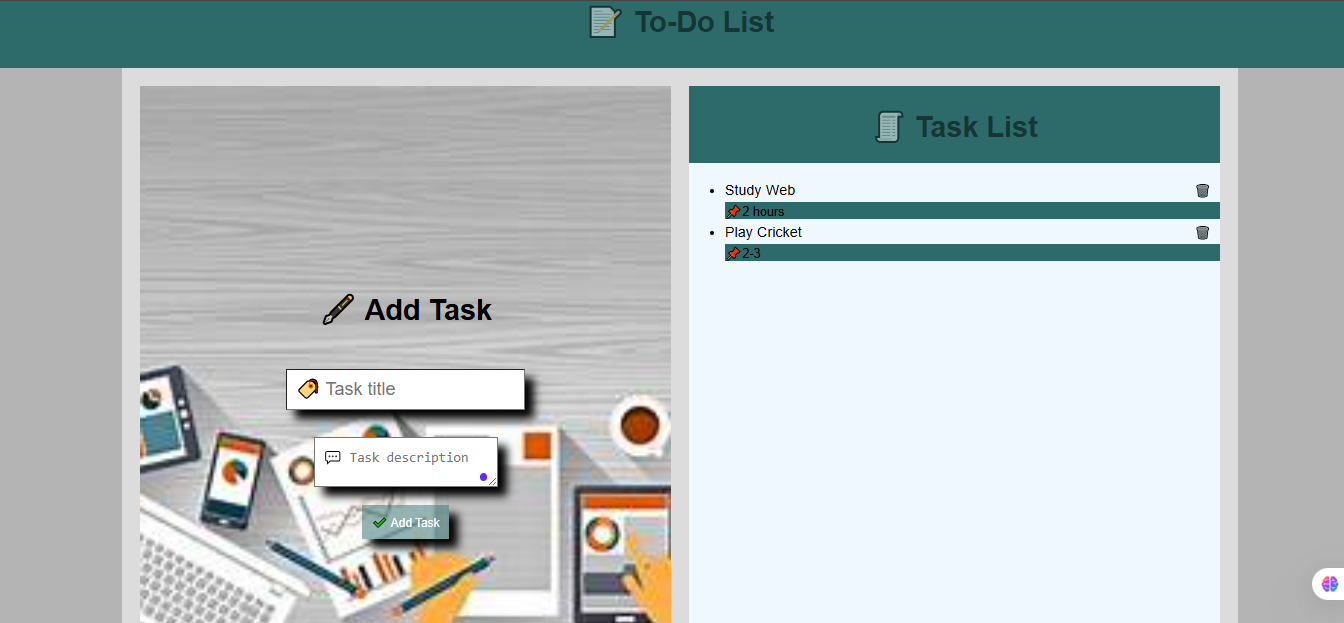 To-Do List
Add Task
Task title
Task description
Add Task
Task List
Study Web
2 hours
Play Cricket
2-3